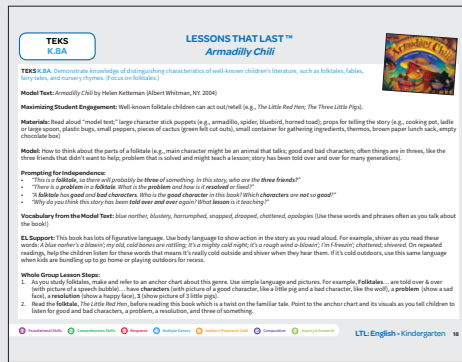 TEKS
K.8A
LESSONS THAT LAST™
Armadilly Chili
Armadilly Chili
TEKS K.8A: Demonstrate knowledge of distinguishing characteristics of well-known children's literature, such as folktales, fables,
fairy tales, and nursery rhymes. (Focus on folktales.)
Model Text: Armadilly Chili by Helen Ketteman (Albert Whitman, NY. 2004)
Maximizing Student Engagement: Well-known folktale children can act out/retell (e.g., The Little Red Hen; The Three Little Pigs).
Materials: Read aloud "model text;" large character stick puppets (e.g., armadillo, spider, bluebird, horned toad); props for telling the story (e.g., cooking pot, ladle
or large spoon, plastic bugs, small peppers, pieces of cactus (green felt cut outs), small container for gatherings ingredients, thermos, brown paper lunch sack, empty
chocolate box)
Model: How to think about the parts of a folktale (e.g., main character might be an animal that talks; good and bad characters; often things are in threes, like the
three friends that didn't want to help; problem that is solved and might teach a lesson; story has been told over and over for many generations).
Prompting for Independence:
• "This is a folktale, so there will probably be three of something. In this story, who are the three friends?"
• "There is a problem in a folktale. What is the problem and how is it resolved or fixed?"
• "A folktale has good and bad characters. Who is the good character in this book? Which characters are not so good?"
• "Why do you think this story has been told over and over again? What lesson is it teaching?"
Vocabulary from the Model Text: blue norther, blustery, harrumphed, snapped, drooped, chattered, apologies (Use these words and phrases often as you talk about
the book!)
EL Support: This book has lots of figurative language. Use body language to show action in the story as you read aloud. For example, shiver as you read these
words: A blue norther's a blowin'; my old, cold bones are rattling; It's a mighty cold night; it's a rough wind a-blowin'; I'm f-freezin'; chattered; shivered. On repeated
readings, help the children listen for these words that means it's really cold outside and shiver when they hear them. If it's cold outdoors, use this same language
when kids are bundling up to go home or playing outdoors for recess.
Whole Group Lesson Steps:
1. As you study folktales, make and refer to an anchor chart about this genre. Use simple language and pictures. For example, Folktales... are told over & over
(with picture of a speech bubble)... have characters (with picture of a good character, like a little pig and a bad character, like the wolf), a problem (show a sad
face), a resolution (show a happy face), 3 (show picture of 3 little pigs).
2. Read the folktale, The Little Red Hen, before reading this book which is a twist on the familiar tale. Point to the anchor chart and its visuals as you tell children to
listen for good and bad characters, a problem, a resolution, and three of something.
Foundational Skills Comprehension Skills Response Multiple Genres Author's Purpose & Craft Composition Inquiry & Research LTL: English - Kindergarten 18